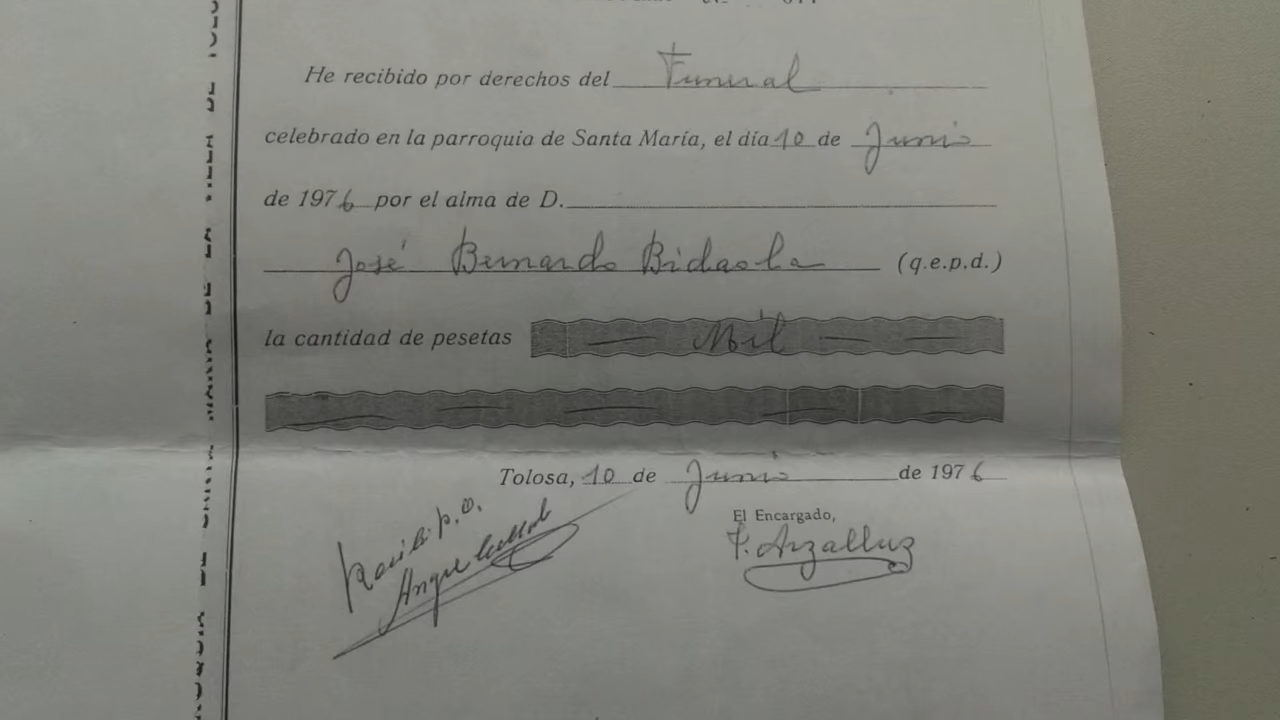 He recibido por derechos del Funeral
celebrado en la parroquia de Santa María, el día 10 de Junio
de 1976 por el alma de D.
José Bernardo Bidaola (q.e.p.d.)
la cantidad de pesetas Mil
Tolosa, 10 de Junio de 1976
El Encargado,
p.o.
F. Arzalluz